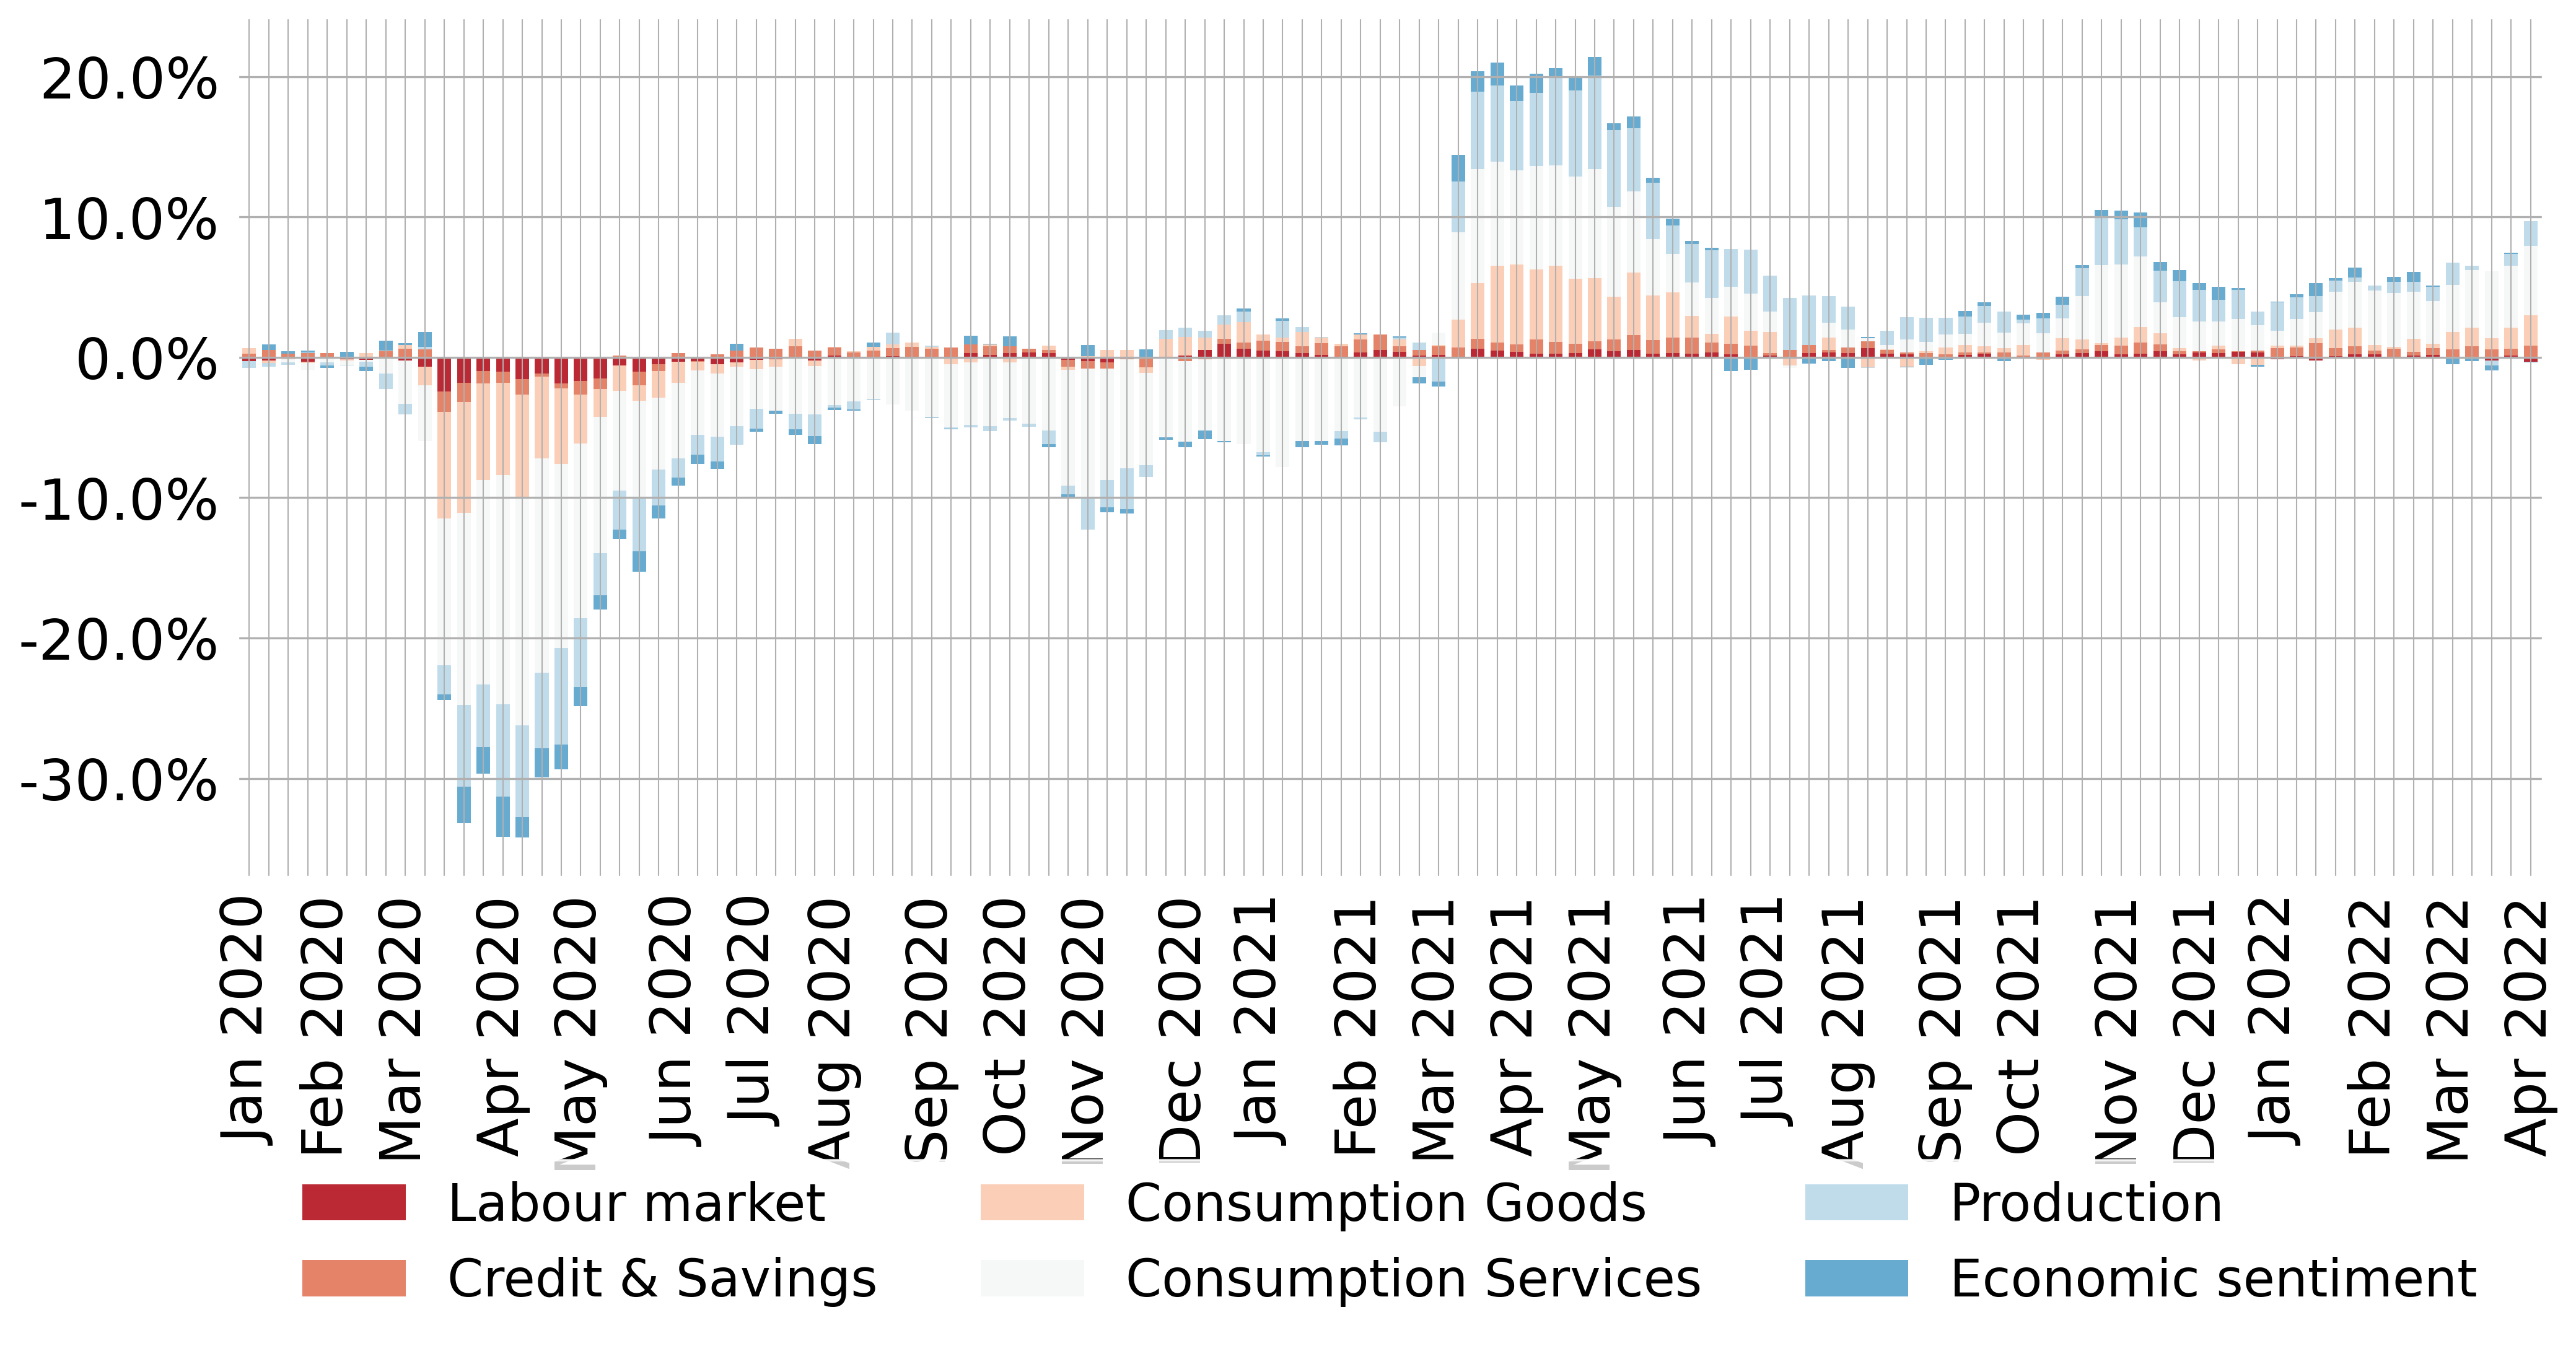 20.0%
10.0%
0.0%
-10.0%
-20.0%
-30.0%
Jan 2020
Feb 2020
Mar 2020
Apr 2020
May 2020
Jun 2020
Jul 2020
Aug 2020
Sep 2020
Oct 2020
Nov 2020
Dec 2020
Jan 2021
Feb 2021
Mar 2021
Apr 2021
May 2021
Jun 2021
Jul 2021
Aug 2021
Sep 2021
Oct 2021
Nov 2021
Dec 2021
Jan 2022
Feb 2022
Mar 2022
Apr 2022
Labour market
Consumption Goods
Production
Credit & Savings
Consumption Services
Economic sentiment